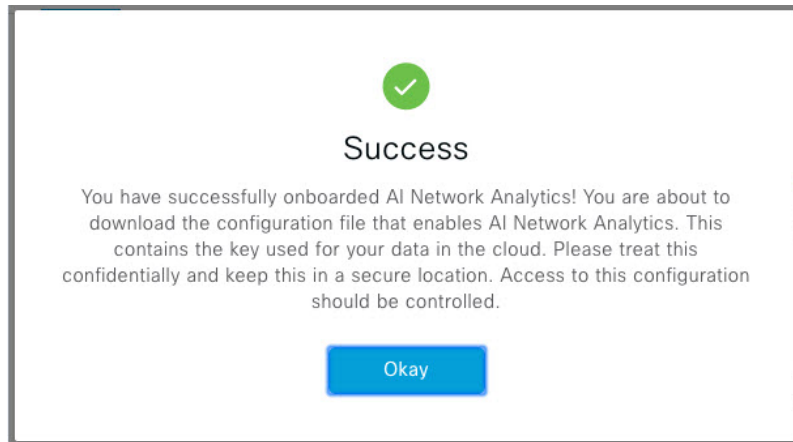 Success
You have successfully onboarded AI Network Analytics! You are about to
download the configuration file that enables AI Network Analytics. This
contains the key used for your data in the cloud. Please treat this
confidentially and keep this in a secure location. Access to this configuration
should be controlled.
Okay